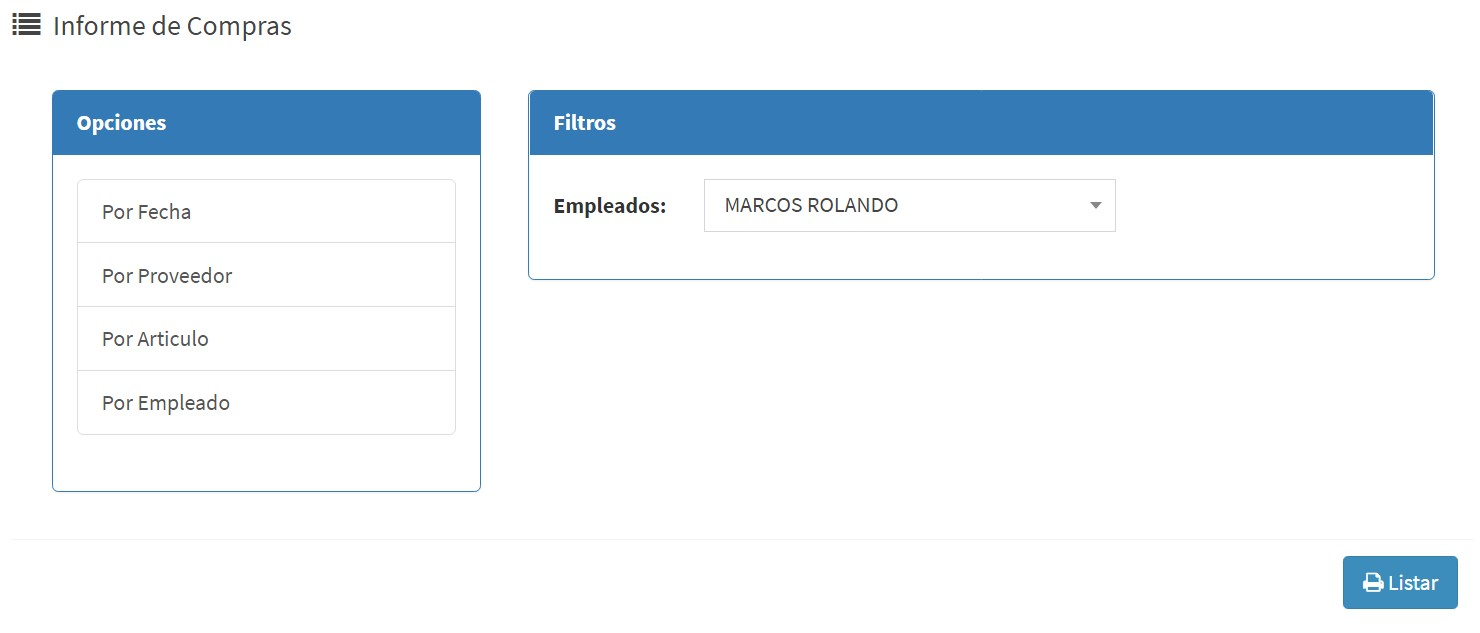 Informe de Compras
Opciones
Por Fecha
Por Proveedor
Por Articulo
Por Empleado
Filtros
Empleados: MARCOS ROLANDO
Listar